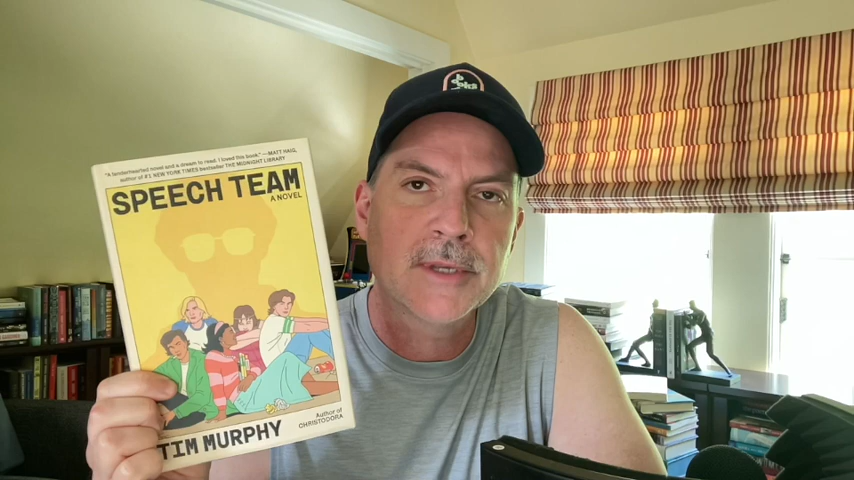 "A tenderhearted novel and a dream to read. I loved this book." —MATT HAIG,
author of #1 NEW YORK TIMES bestseller THE MIDNIGHT LIBRARY
SPEECH TEAM
A NOVEL
Author of
CHRISTODORA
TIM MURPHY